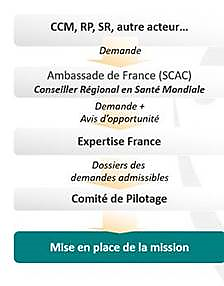 CCM, RP, SR, autre acteur...
Demande
Ambassade de France (SCAC)
Conseiller Régional en Santé Mondiale
Demande +
Avis d'opportunité
Expertise France
Dossiers des
demandes admissibles
Comité de Pilotage
Mise en place de la mission